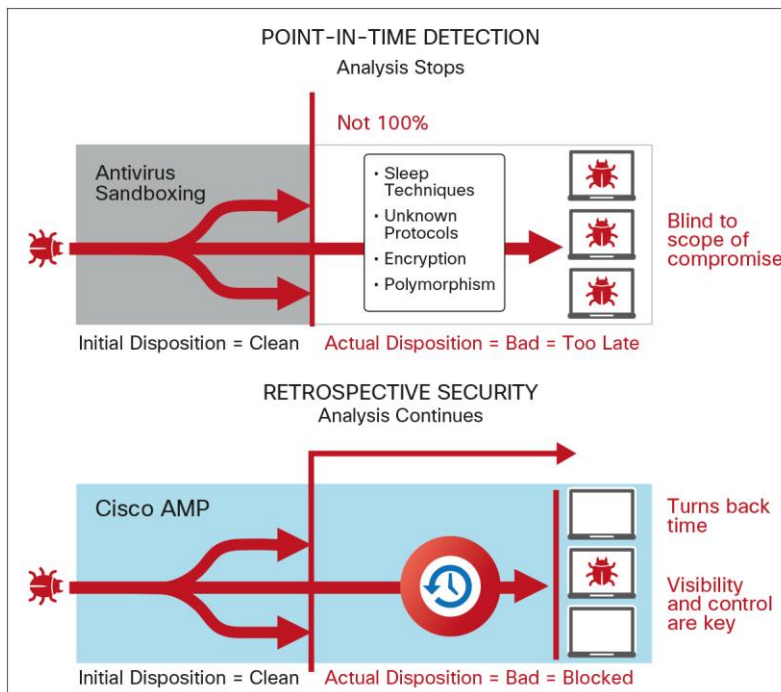 POINT-IN-TIME DETECTION
Analysis Stops
Not 100%
Antivirus
Sandboxing
· Sleep
Techniques
· Unknown
Protocols
· Encryption
· Polymorphism
Blind to
scope of
compromise
Initial Disposition = Clean
Actual Disposition = Bad = Too Late
RETROSPECTIVE SECURITY
Analysis Continues
Cisco AMP
Turns back
time
Visibility
and control
are key
Initial Disposition = Clean
Actual Disposition = Bad = Blocked